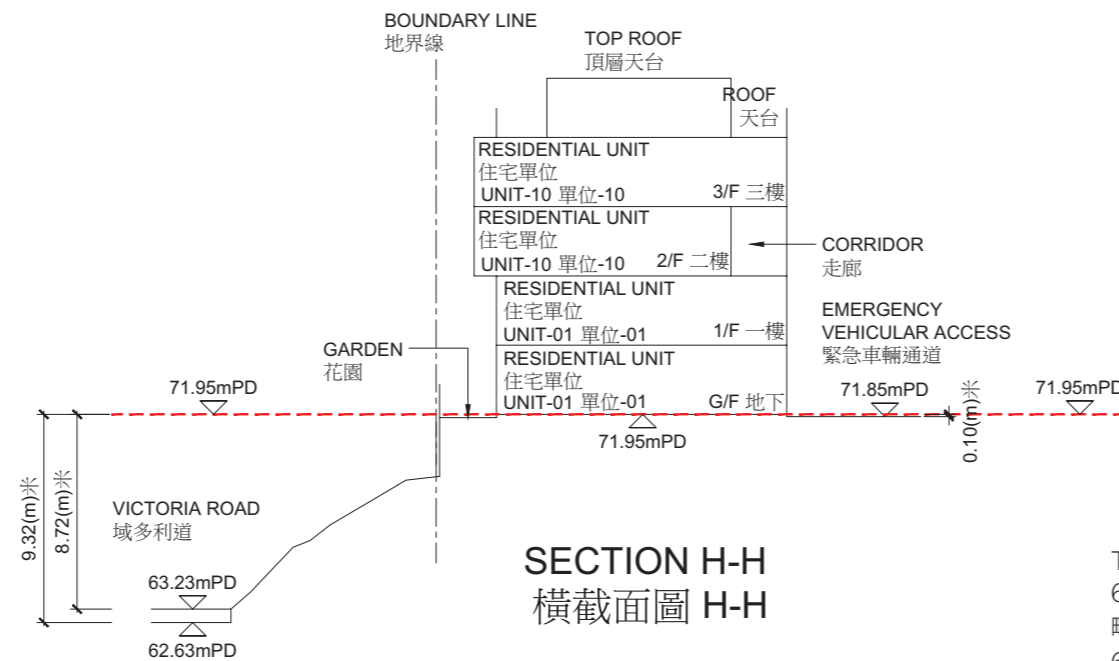 BOUNDARY LINE
地界線
TOP ROOF
頂層天台
ROOF
天台
RESIDENTIAL UNIT
住宅單位
UNIT-10 單位-10 3/F 三樓
RESIDENTIAL UNIT
住宅單位
UNIT-10 單位-10 2/F 二樓
CORRIDOR
走廊
RESIDENTIAL UNIT
住宅單位
UNIT-01 單位-01 1/F 一樓
EMERGENCY
VEHICULAR ACCESS
緊急車輛通道
GARDEN
花園
RESIDENTIAL UNIT
住宅單位
UNIT-01 單位-01 G/F 地下
71.95mPD
71.85mPD
71.95mPD
71.95mPD
0.10(m)米
9.32(m)米
8.72(m)米
VICTORIA ROAD
域多利道
63.23mPD
62.63mPD
SECTION H-H
橫截面圖 H-H